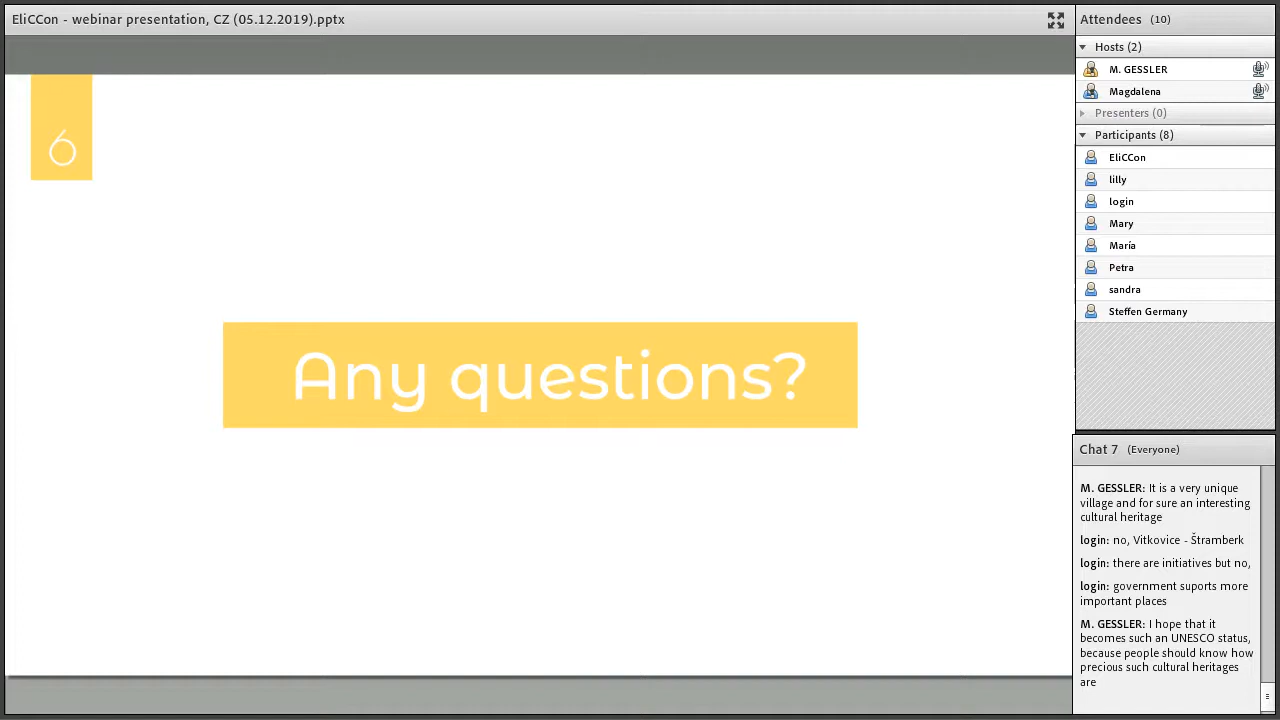 EliCCon - webinar presentation, CZ (05.12.2019).pptx
6
Any questions?
Attendees (10)
Hosts (2)
M. GESSLER
Magdalena
Presenters (0)
Participants (8)
EliCCon
lilly
login
Mary
María
Petra
sandra
Steffen Germany
Chat 7 (Everyone)
M. GESSLER: It is a very unique
village and for sure an interesting
cultural heritage
login: no, Vitkovice - Štramberk
login: there are initiatives but no,
login: government suports more
important places
M. GESSLER: I hope that it
becomes such an UNESCO status,
because people should know how
precious such cultural heritages
are